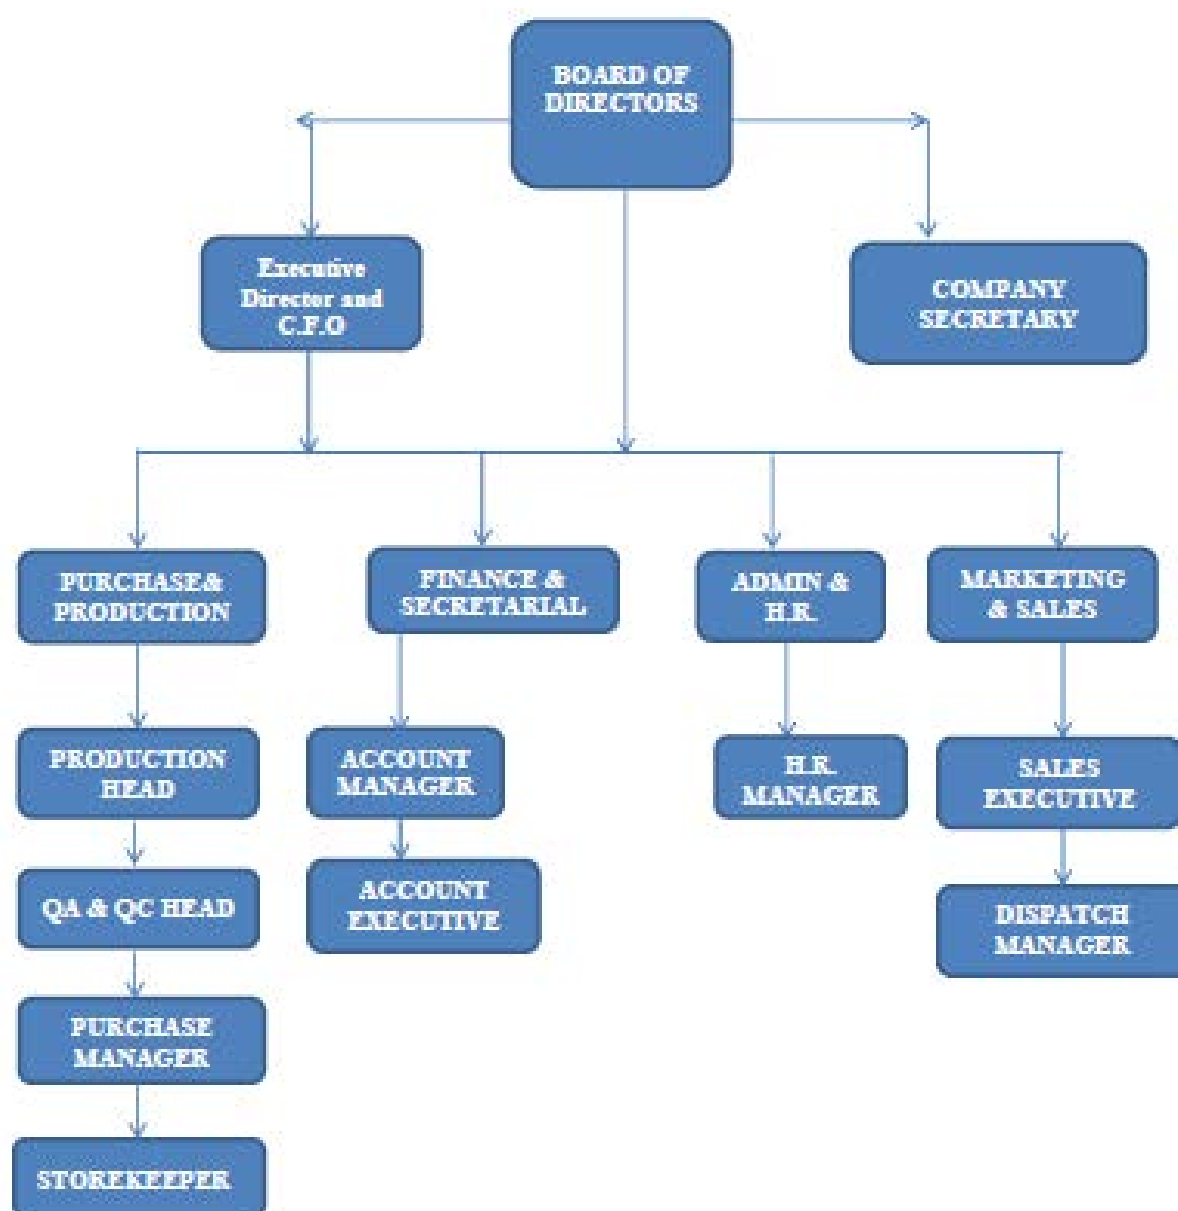 BOARD OF
DIRECTORS
Executive
Director and
C.F.O
COMPANY
SECRETARY
PURCHASE&
PRODUCTION
FINANCE &
SECRETARIAL
ADMIN &
H.R.
MARKETING
& SALES
PRODUCTION
HEAD
ACCOUNT
MANAGER
H.R.
MANAGER
SALES
EXECUTIVE
QA & QC HEAD
ACCOUNT
EXECUTIVE
DISPATCH
MANAGER
PURCHASE
MANAGER
STOREKEEPER